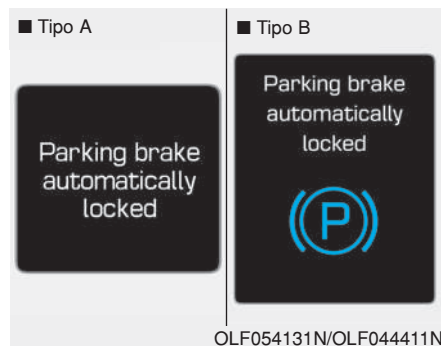 ■ Tipo A
Parking brake
automatically
locked
■ Tipo B
Parking brake
automatically
locked
P
OLF054131N/OLF044411N